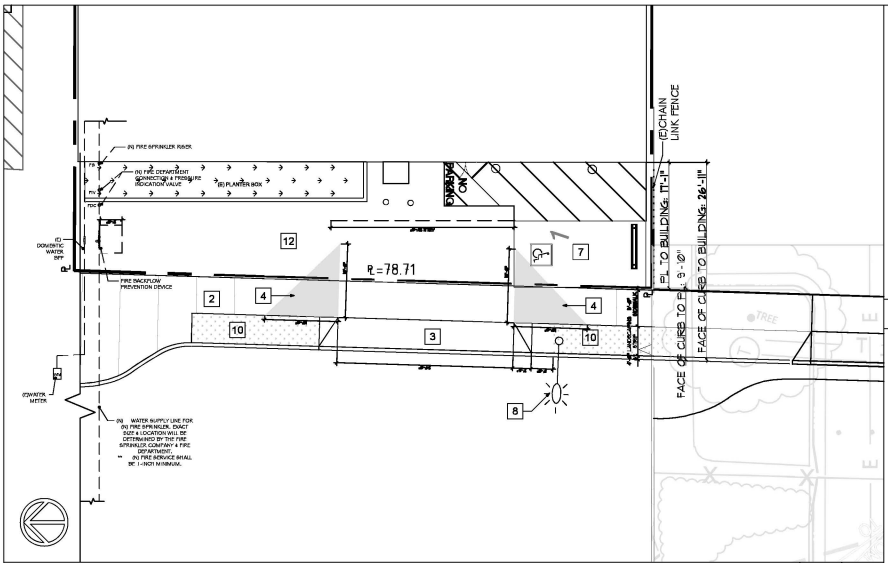 (N) FIRE SPRINKLER RISER
(N) FIRE DEPARTMENT
CONNECTION & PRESSURE
INDICATION VALVE
(E) PLANTER BOX
PIV
FDC
NO
PARKING
(E)CHAIN
LINK FENCE
PL TO BUILDING: 17'-1"
FACE OF CURB TO BUILDING: 26'-11"
FACE OF CURB TO PL: 9'-10"
(E)
DOMESTIC
WATER
BFP
12
1
7
PL=78.71
FIRE BACKFLOW
PREVENTION DEVICE
2
4
4
SIDEWALK
10
3
10
TREE
T
E
8
(E)WATER
METER
(N) WATER SUPPLY LINE FOR
(N) FIRE SPRINKLER. EXACT
SIZE & LOCATION WILL BE
DETERMINED BY THE FIRE
SPRINKLER COMPANY & FIRE
DEPARTMENT.
** (N) FIRE SERVICE SHALL
BE 1-INCH MINIMUM.